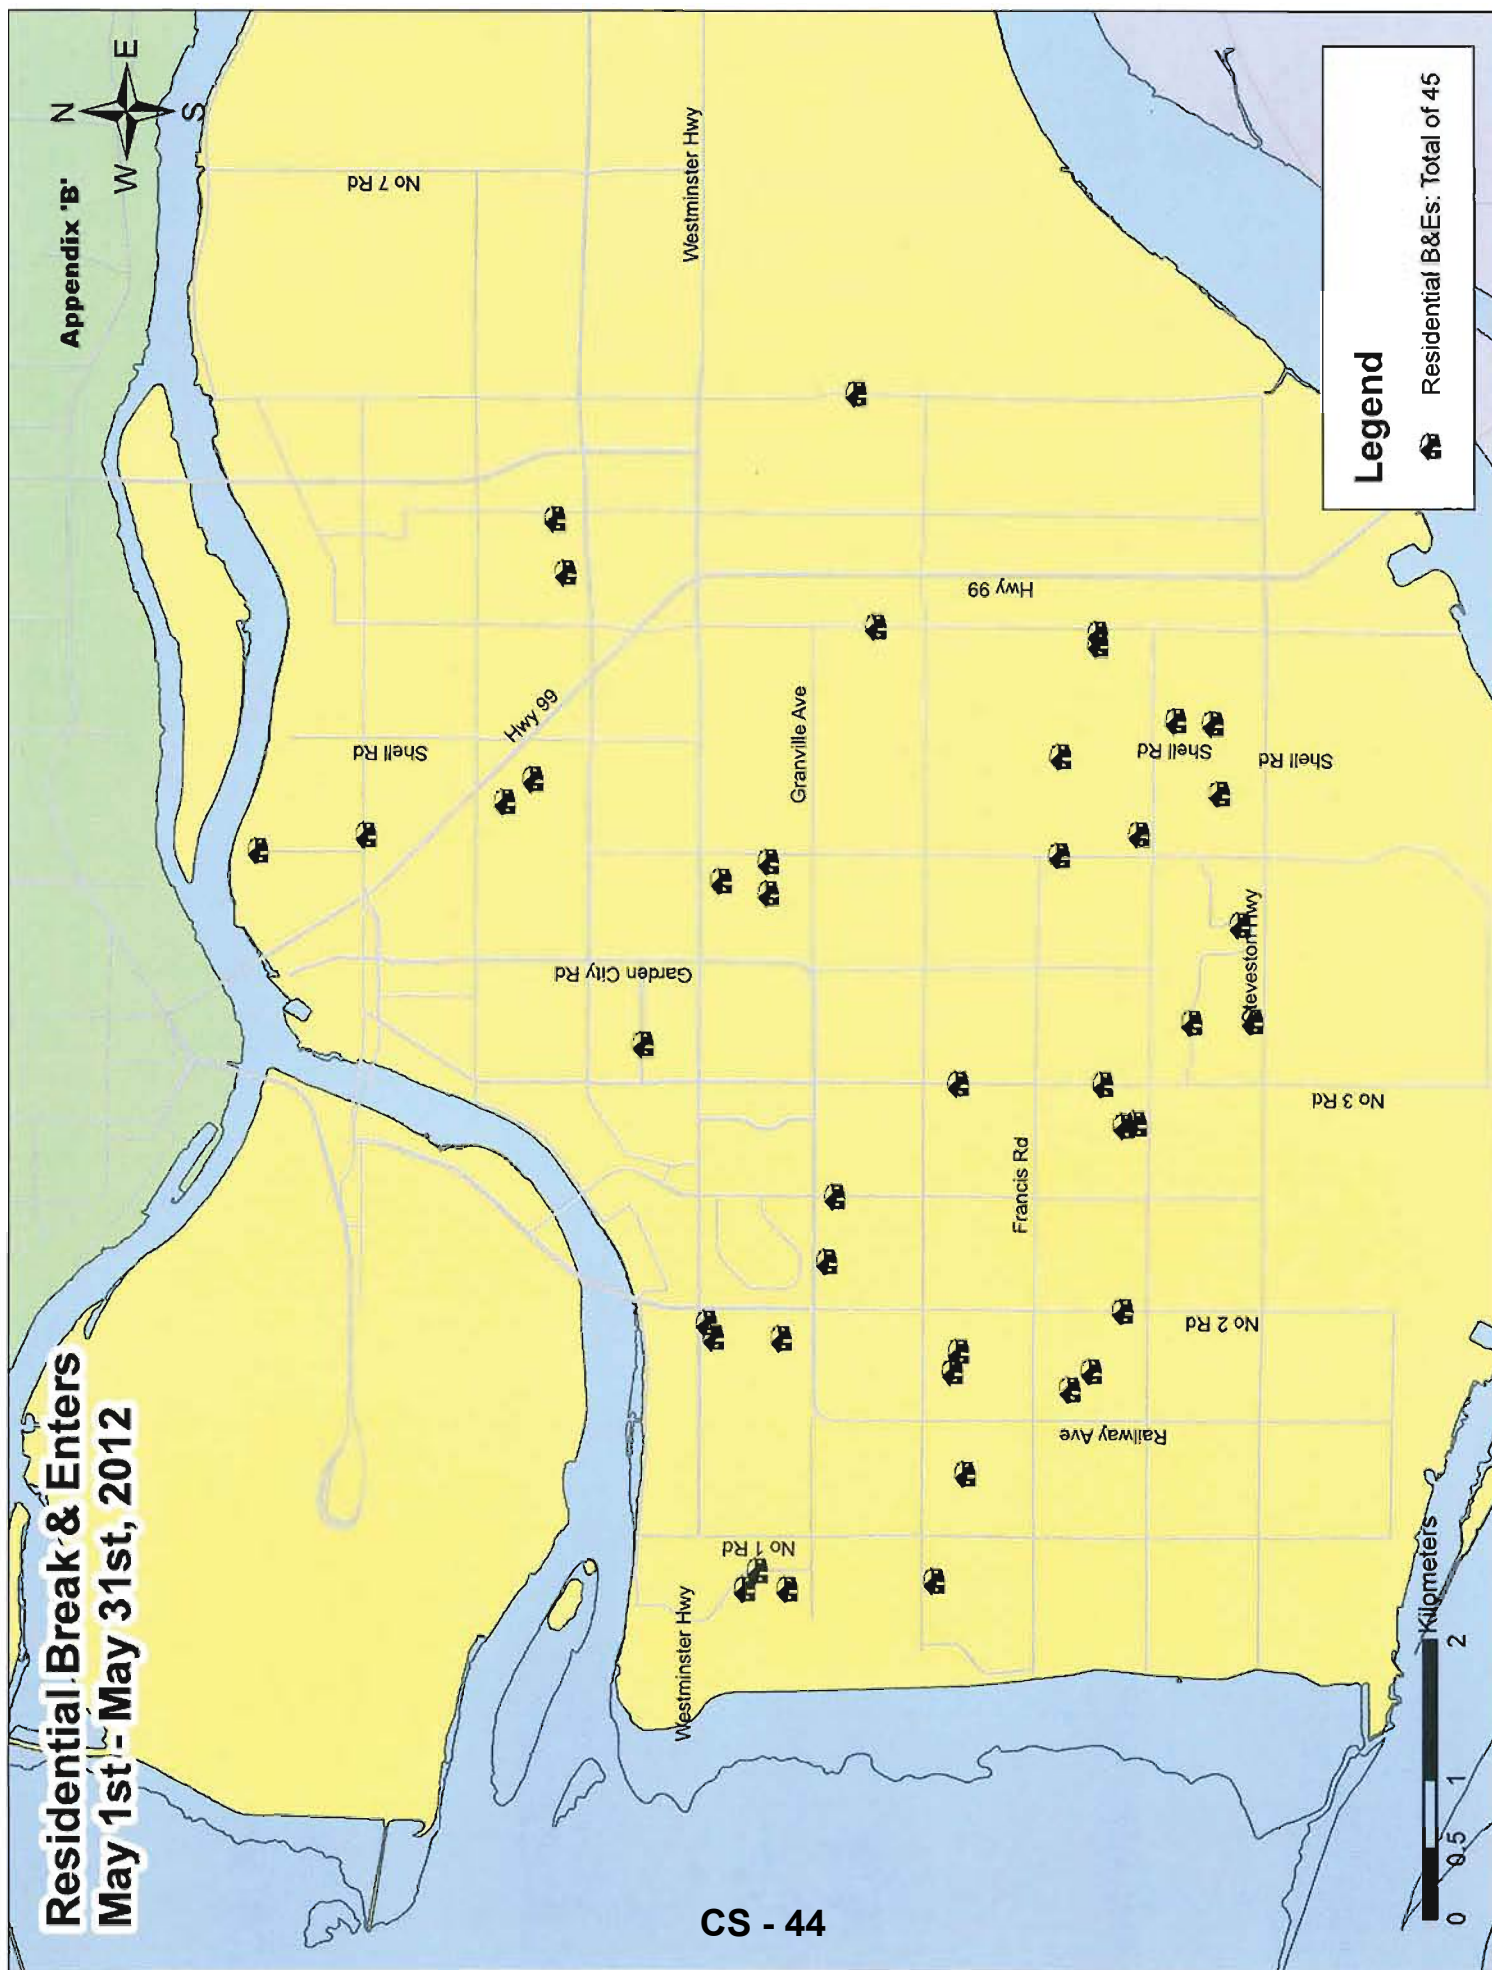 Residential Break & Enters
May 1st - May 31st, 2012
Appendix 'B'
N
W
E
S
No 7 Rd
Westminster Hwy
Shell Rd
Hwy 99
Hwy 99
Granville Ave
Garden City Rd
Shell Rd
Shell Rd
Steveston Hwy
No 3 Rd
Francis Rd
No 2 Rd
Railway Ave
No 1 Rd
Westminster Hwy
Legend
Residential B&Es: Total of 45
Kilometers
0 0.5 1 2
CS - 44